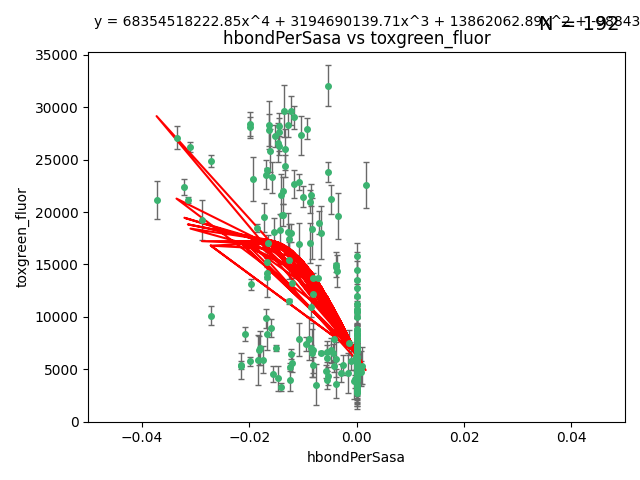 y = 68354518222.85x^4 + 3194690139.71x^3 + 13862062.89x^2 +
N = 192
hbondPerSasa vs toxgreen_fluor
35000
30000
25000
20000
15000
10000
5000
0
toxgreen_fluor
−0.04
−0.02
0.00
0.02
0.04
hbondPerSasa